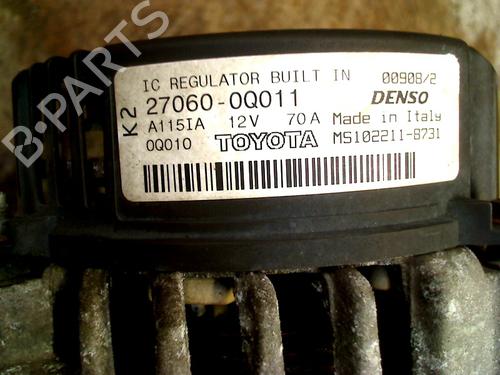 IC REGULATOR BUILT IN 00908/2
K2
27060-0Q011 DENSO
A115IA 12V 70A Made in Italy
0Q010 TOYOTA MS102211-8731
B-PARTS